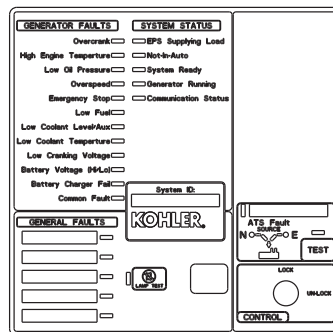 GENERATOR FAULTS
Overcrank
High Engine Temperture
Low Oil Pressure
Overspeed
Emergency Stop
Low Fuel
Low Coolant Level/Aux
Low Coolant Temperture
Low Cranking Voltage
Battery Voltage (Hi/Lo)
Battery Charger Fail
Common Fault
SYSTEM STATUS
EPS Supplying Load
Not-In-Auto
System Ready
Generator Running
Communication Status
System ID:
KOHLER.
GENERAL FAULTS
LAMP TEST
ATS Fault
SOURCE
N E
TEST
LOCK
UN-LOCK
CONTROL